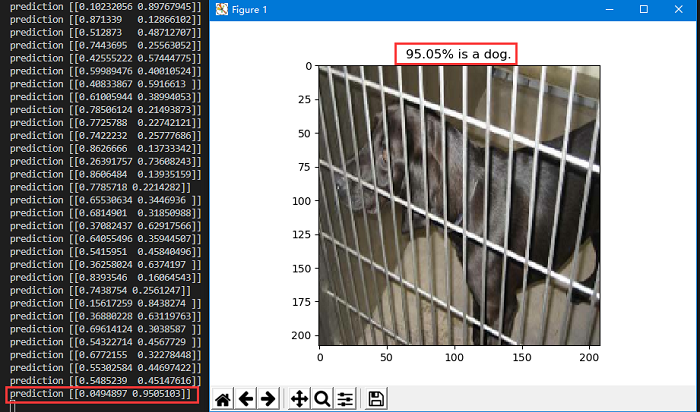 prediction [[0.10232056 0.89767945]]
prediction [[0.871339   0.12866102]]
prediction [[0.512873   0.48712707]]
prediction [[0.7443695  0.25563052]]
prediction [[0.42555222 0.57444775]]
prediction [[0.59989476 0.40010524]]
prediction [[0.40833867 0.5916613 ]]
prediction [[0.61005944 0.38994053]]
prediction [[0.78506124 0.21493873]]
prediction [[0.7725788  0.22742121]]
prediction [[0.7422232  0.25777686]]
prediction [[0.8626666  0.13733342]]
prediction [[0.26391757 0.73608243]]
prediction [[0.8606484  0.13935159]]
prediction [[0.7785718 0.2214282]]
prediction [[0.65530634 0.3446936 ]]
prediction [[0.6814901  0.31850988]]
prediction [[0.37082437 0.62917566]]
prediction [[0.64055496 0.35944507]]
prediction [[0.5415951  0.45840496]]
prediction [[0.36258024 0.6374197 ]]
prediction [[0.8393546  0.16064543]]
prediction [[0.7438754 0.2561247]]
prediction [[0.15617259 0.8438274 ]]
prediction [[0.36880228 0.63119763]]
prediction [[0.69614124 0.3038587 ]]
prediction [[0.54322714 0.4567729 ]]
prediction [[0.6772155  0.32278448]]
prediction [[0.55302584 0.44697422]]
prediction [[0.5485239  0.45147616]]
prediction [[0.0494897 0.9505103]]
Figure 1
95.05% is a dog.
0
25
50
75
100
125
150
175
200
0 50 100 150 200